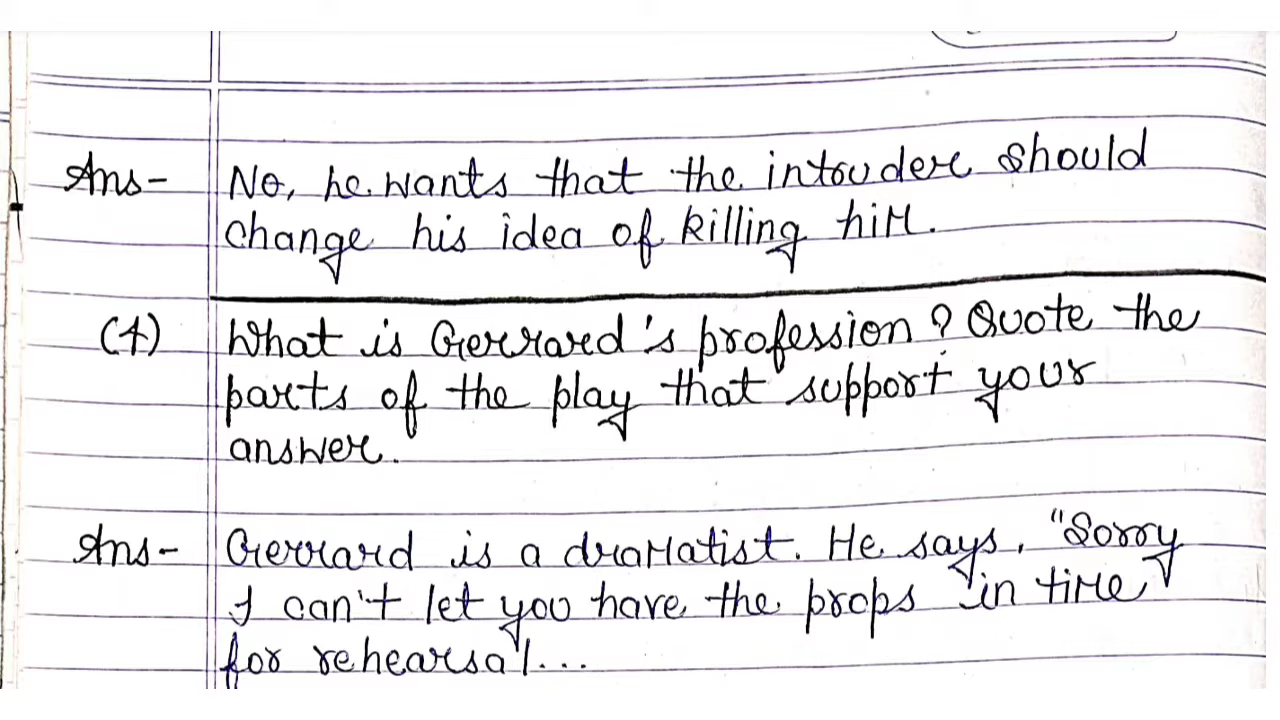 Ans- No, he wants that the intruder should
change his idea of killing him.
(4) What is Gerrard's profession? Quote the
parts of the play that support your
answer.
Ans- Gerrard is a dramatist. He says, "Sorry
I can't let you have the props in time
for rehearsal...